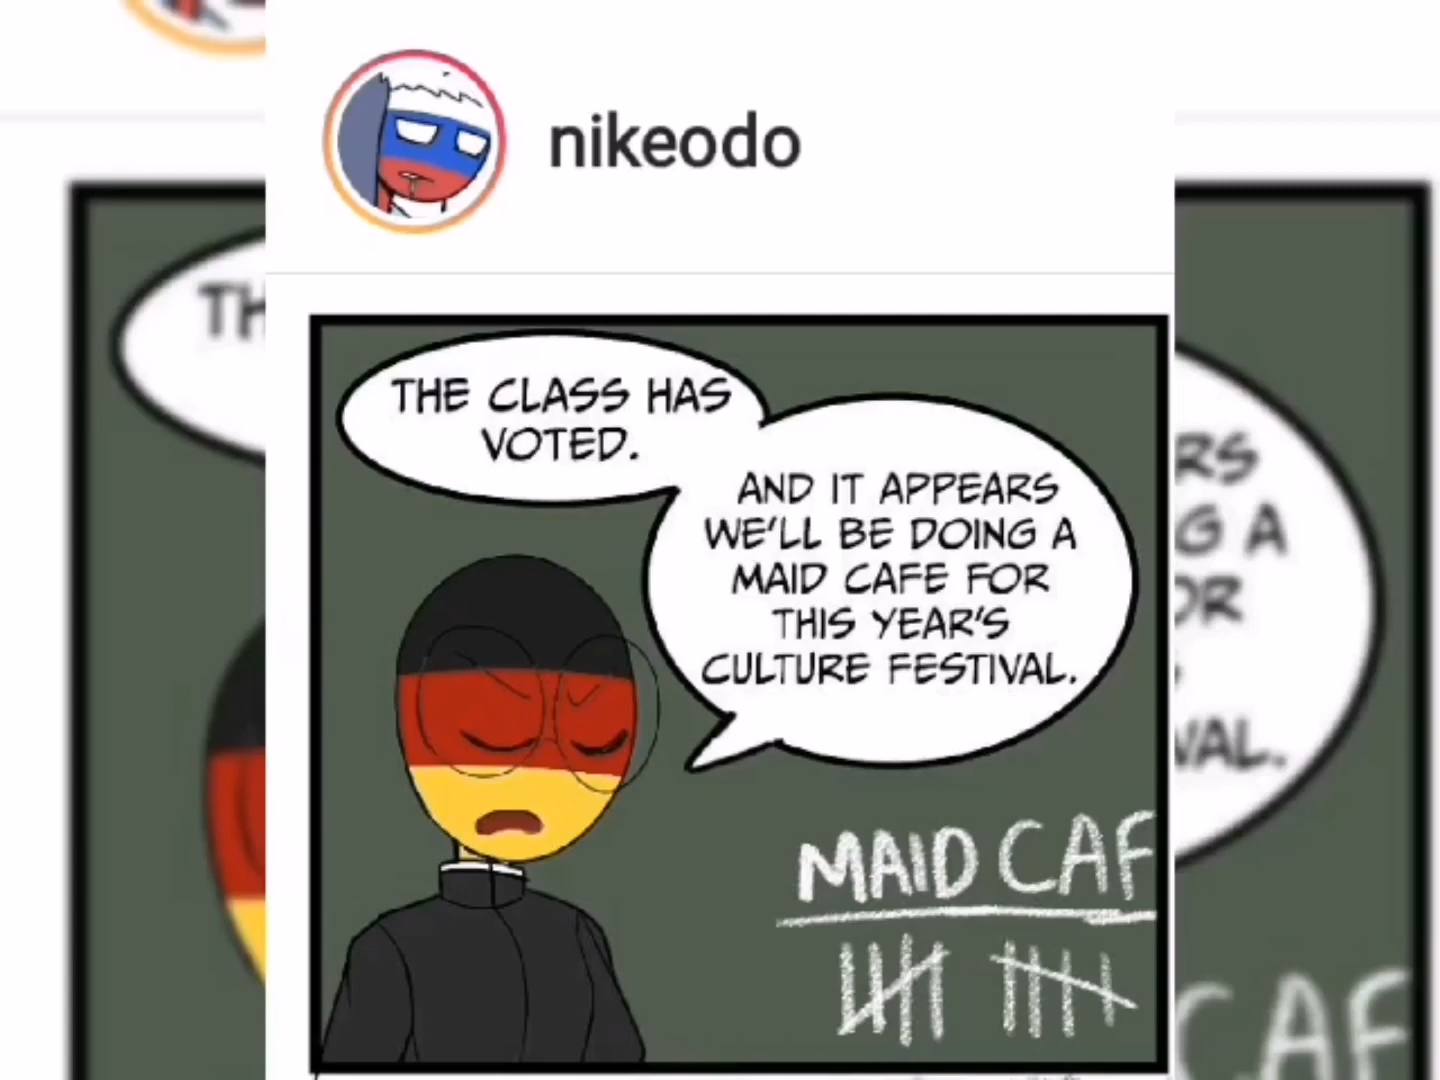 nikeodo
THE CLASS HAS
VOTED.
AND IT APPEARS
WE'LL BE DOING A
MAID CAFE FOR
THIS YEAR'S
CULTURE FESTIVAL.
MAID CAF